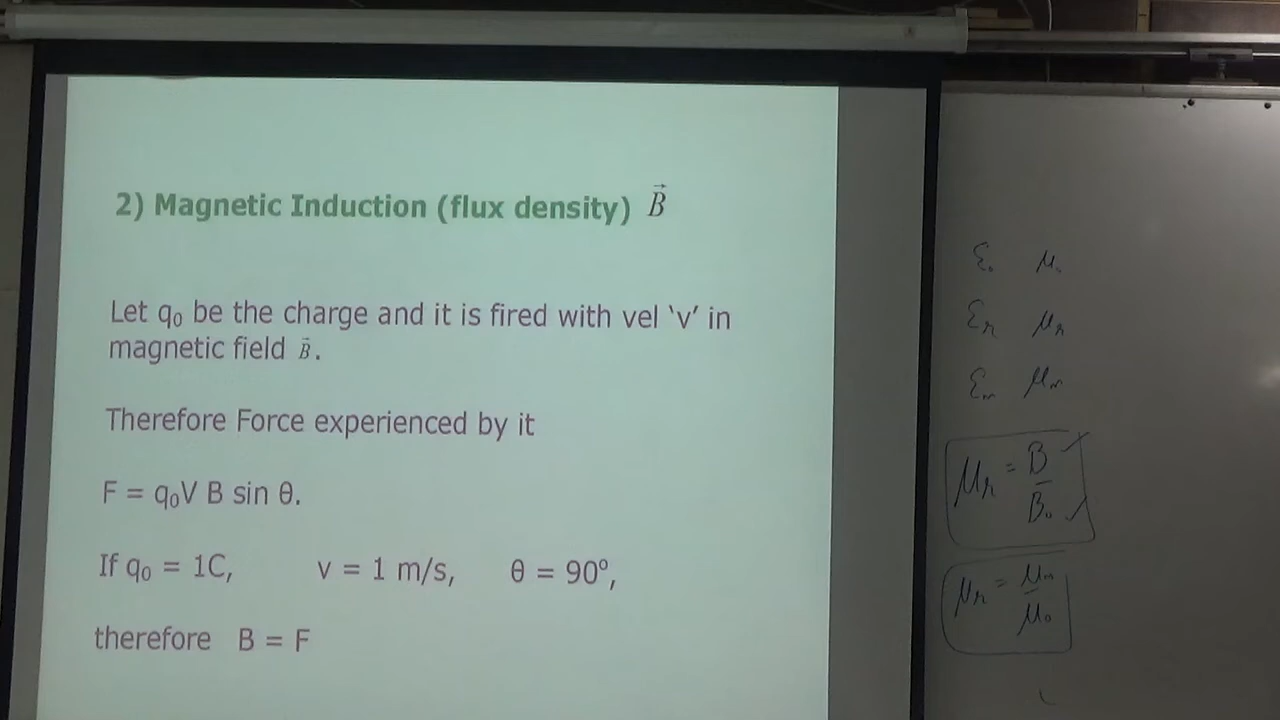 2) Magnetic Induction (flux density) B⃗
Let q₀ be the charge and it is fired with vel ‘v’ in
magnetic field B⃗.
Therefore Force experienced by it
F = q₀V B sin θ.
If q₀ = 1C, v = 1 m/s, θ = 90°,
therefore B = F
ε₀ μ₀
εr μr
εm μm
μr = B/B₀
μr = μm/μ₀